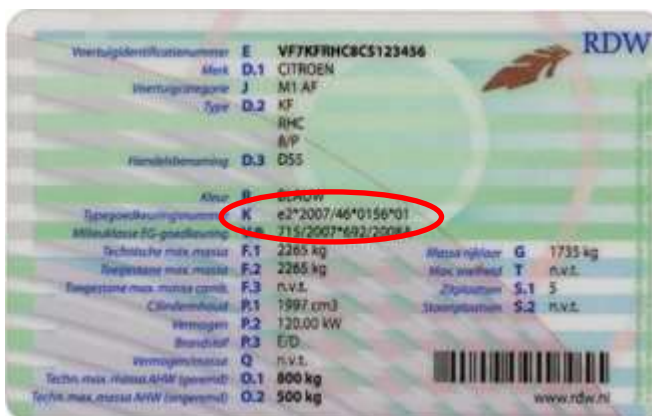 RDW
Voertuigidentificatienummer E VF7KFRHC8CS123456
Merk D.1 CITROEN
Voertuigcategorie J M1 AF
Type D.2 KF
RHC
8/P
Handelsbenaming D.3 DS5
Kleur R BLAUW
Typegoedkeuringsnummer K e2*2007/46*0156*01
Milieuklasse EG-goedkeuring V.9 715/2007*692/2008A
Technische max. massa F.1 2265 kg Massa rijklaar G 1735 kg
Toegestane max. massa F.2 2265 kg Max. snelheid T n.v.t.
Toegestane max. massa comb. F.3 n.v.t. Zitplaatsen S.1 5
Cilinderinhoud P.1 1997 cm3 Staanplaatsen S.2 n.v.t.
Vermogen P.2 120.00 kW
Brandstof P.3 E/D
Vermogen/massa Q n.v.t.
Techn. max. massa AHW (geremd) O.1 800 kg
Techn. max. massa AHW (ongeremd) O.2 500 kg
www.rdw.nl